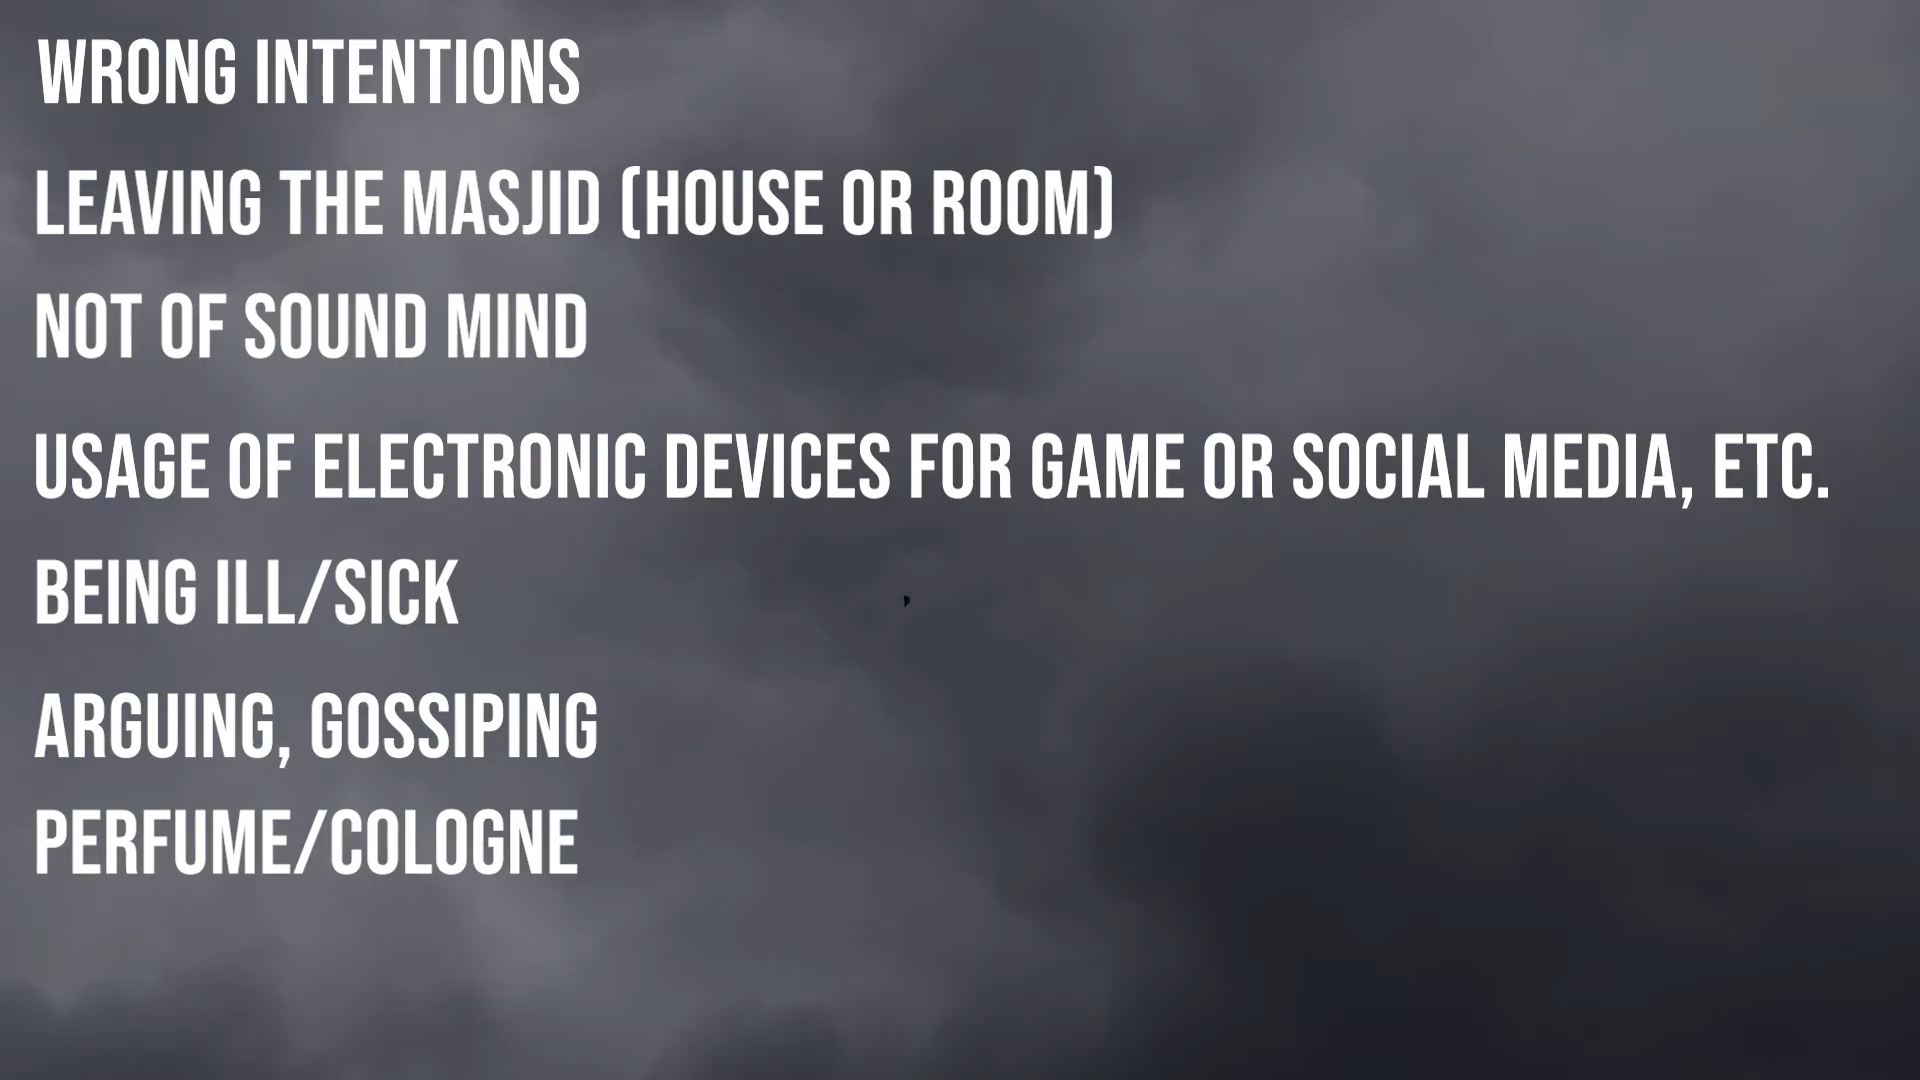 WRONG INTENTIONS
LEAVING THE MASJID (HOUSE OR ROOM)
NOT OF SOUND MIND
USAGE OF ELECTRONIC DEVICES FOR GAME OR SOCIAL MEDIA, ETC.
BEING ILL/SICK
ARGUING, GOSSIPING
PERFUME/COLOGNE